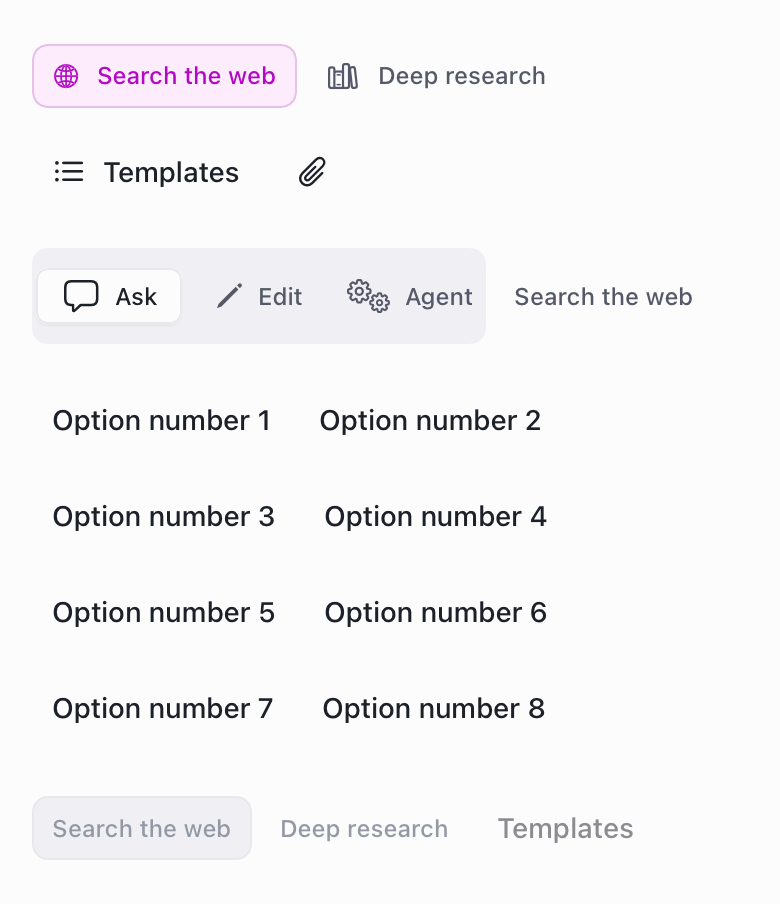 Search the web Deep research
Templates
Ask Edit Agent Search the web
Option number 1 Option number 2
Option number 3 Option number 4
Option number 5 Option number 6
Option number 7 Option number 8
Search the web Deep research Templates